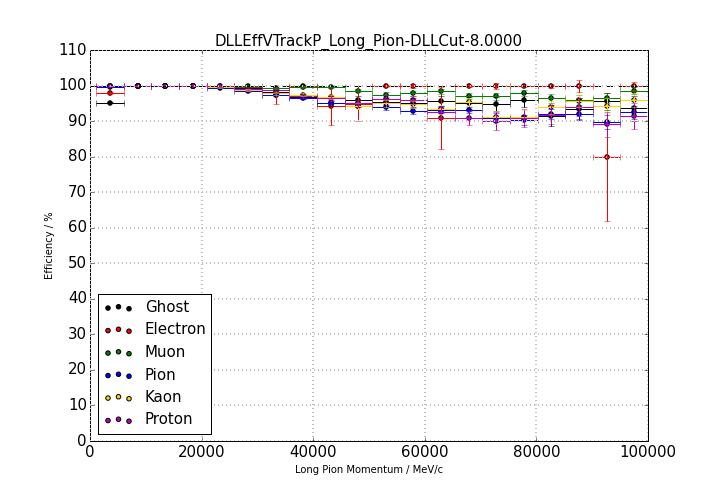 DLLEffVTrackP_Long_Pion-DLLCut-8.0000
110
100
90
80
70
60
50
40
30
20
10
0
Efficiency / %
Ghost
Electron
Muon
Pion
Kaon
Proton
0 20000 40000 60000 80000 100000
Long Pion Momentum / MeV/c